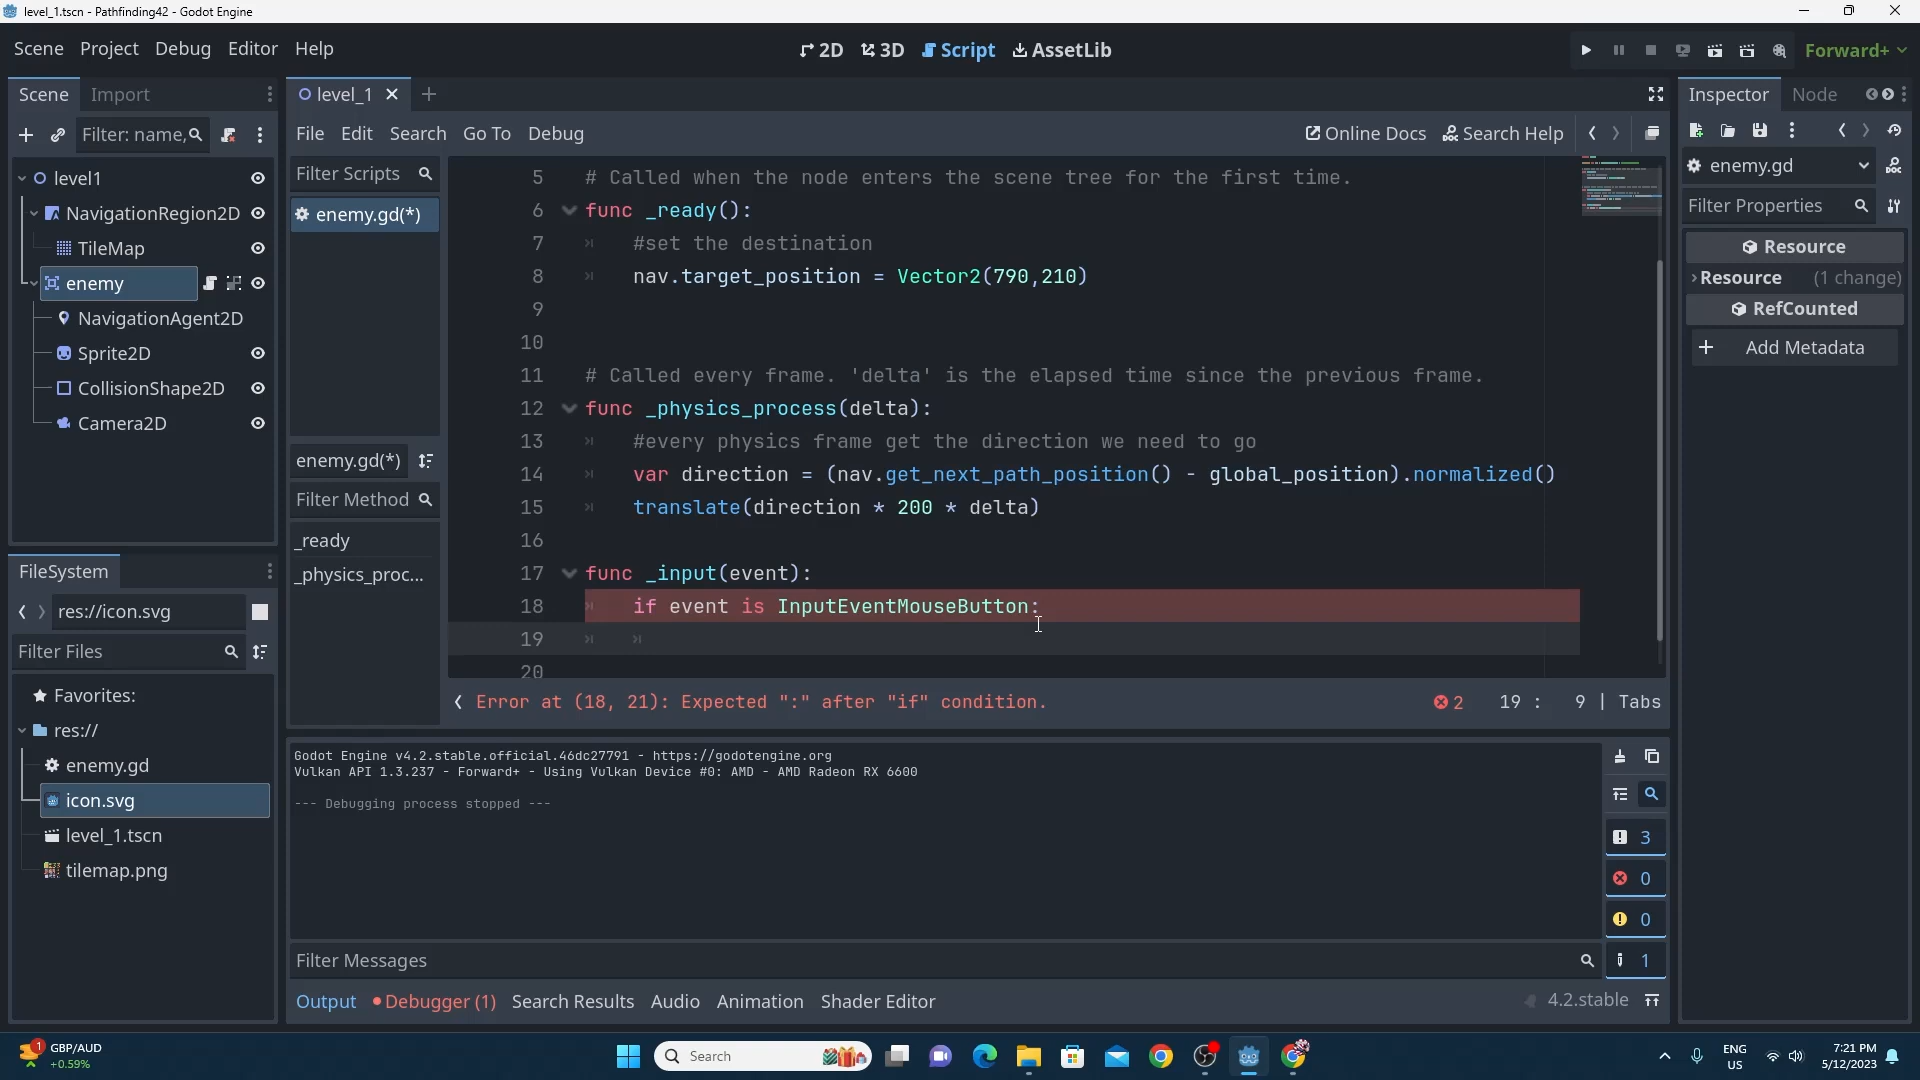 level_1.tscn - Pathfinding42 - Godot Engine
Scene Project Debug Editor Help
2D 3D Script AssetLib
Forward+
Scene Import
level_1
Inspector Node
Filter: name,
File Edit Search Go To Debug
Online Docs Search Help
enemy.gd
Filter Properties
Resource
Resource (1 change)
RefCounted
Add Metadata
level1
NavigationRegion2D
TileMap
enemy
NavigationAgent2D
Sprite2D
CollisionShape2D
Camera2D
Filter Scripts
enemy.gd(*)
enemy.gd(*)
Filter Method
_ready
_physics_proc...
5 # Called when the node enters the scene tree for the first time.
6 func _ready():
7 #set the destination
8 nav.target_position = Vector2(790,210)
9
10
11 # Called every frame. 'delta' is the elapsed time since the previous frame.
12 func _physics_process(delta):
13 #every physics frame get the direction we need to go
14 var direction = (nav.get_next_path_position() - global_position).normalized()
15 translate(direction * 200 * delta)
16
17 func _input(event):
18 if event is InputEventMouseButton:
19
20
Error at (18, 21): Expected ":" after "if" condition.
2 19 : 9 | Tabs
FileSystem
res://icon.svg
Filter Files
Favorites:
res://
enemy.gd
icon.svg
level_1.tscn
tilemap.png
Godot Engine v4.2.stable.official.46dc27791 - https://godotengine.org
Vulkan API 1.3.237 - Forward+ - Using Vulkan Device #0: AMD - AMD Radeon RX 6600
--- Debugging process stopped ---
3
0
0
1
Filter Messages
Output Debugger (1) Search Results Audio Animation Shader Editor
4.2.stable
1
GBP/AUD
+0.59%
Search
ENG
US
7:21 PM
5/12/2023